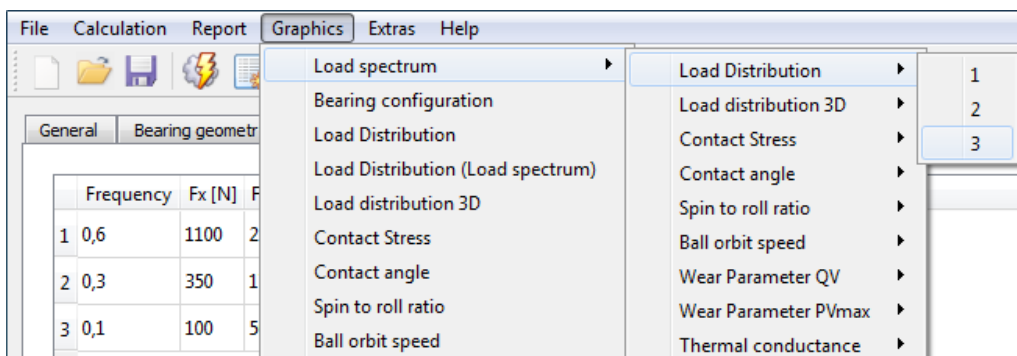 File Calculation Report Graphics Extras Help
Load spectrum
Bearing configuration
Load Distribution
Load Distribution (Load spectrum)
Load distribution 3D
Contact Stress
Contact angle
Spin to roll ratio
Ball orbit speed
Load Distribution
Load distribution 3D
Contact Stress
Contact angle
Spin to roll ratio
Ball orbit speed
Wear Parameter QV
Wear Parameter PVmax
Thermal conductance
1
2
3
General Bearing geometr
Frequency Fx [N] F
1 0,6 1100 2
2 0,3 350 1
3 0,1 100 5